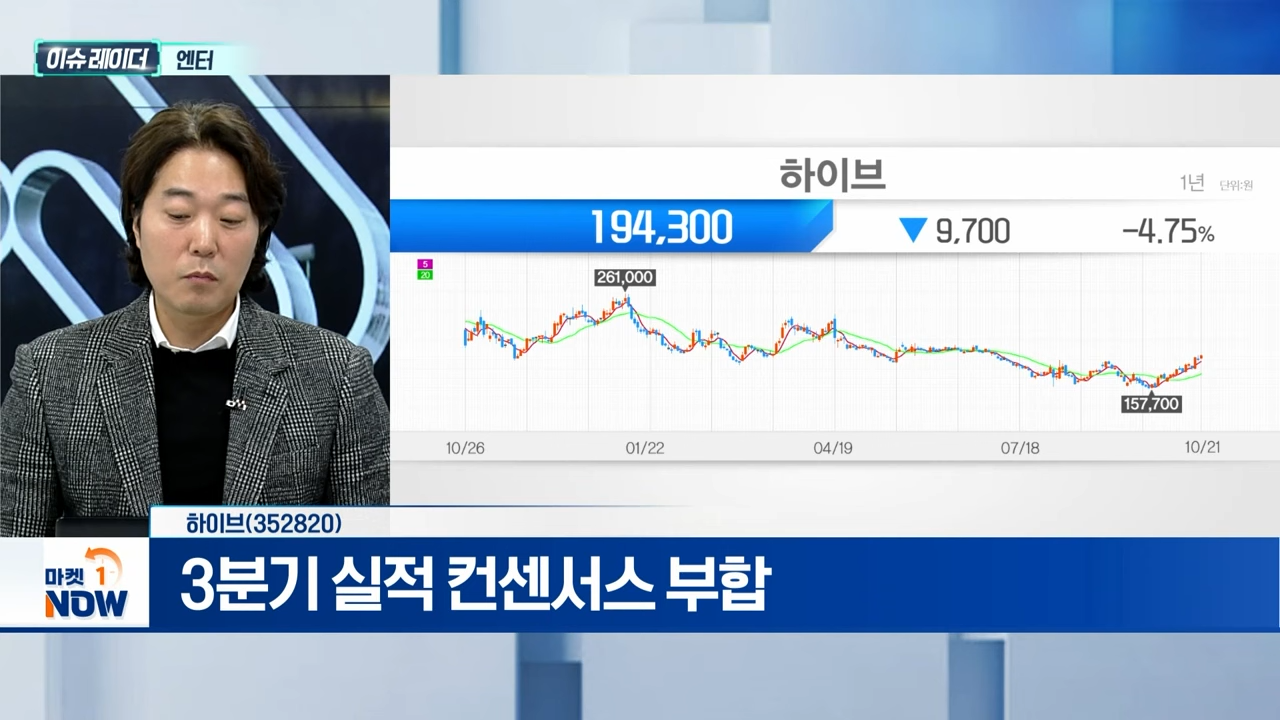 이슈 레이더 엔터
하이브
1년 단위:원
194,300 ▼ 9,700 -4.75%
5
20
261,000
157,700
10/26 01/22 04/19 07/18 10/21
하이브(352820)
마켓 1
NOW
3분기 실적 컨센서스 부합